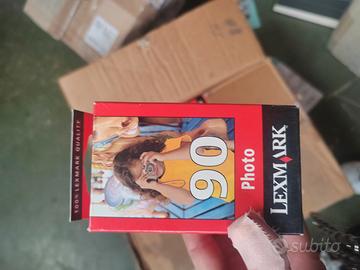 100% LEXMARK QUALITY
90
Photo
LEXMARK
subito